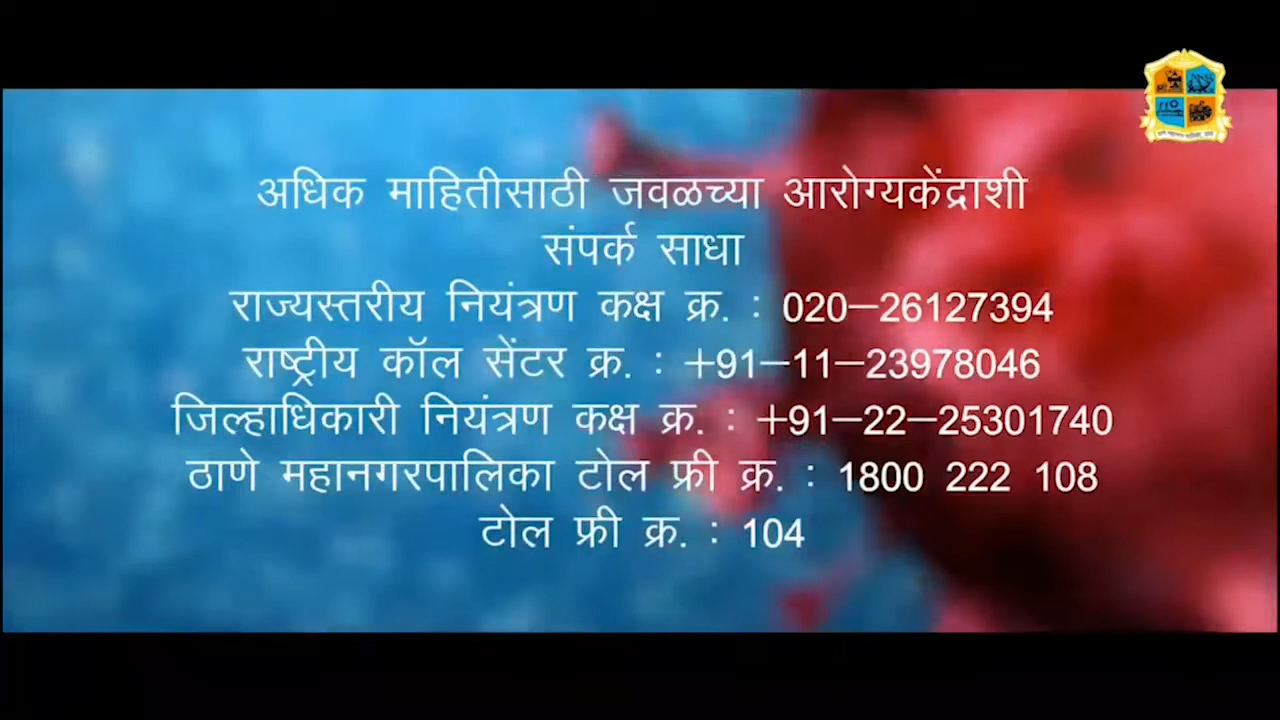 अधिक माहितीसाठी जवळच्या आरोग्यकेंद्राशी
संपर्क साधा
राज्यस्तरीय नियंत्रण कक्ष क्र. : 020–26127394
राष्ट्रीय कॉल सेंटर क्र. : +91–11–23978046
जिल्हाधिकारी नियंत्रण कक्ष क्र. : +91–22–25301740
ठाणे महानगरपालिका टोल फ्री क्र. : 1800 222 108
टोल फ्री क्र. : 104